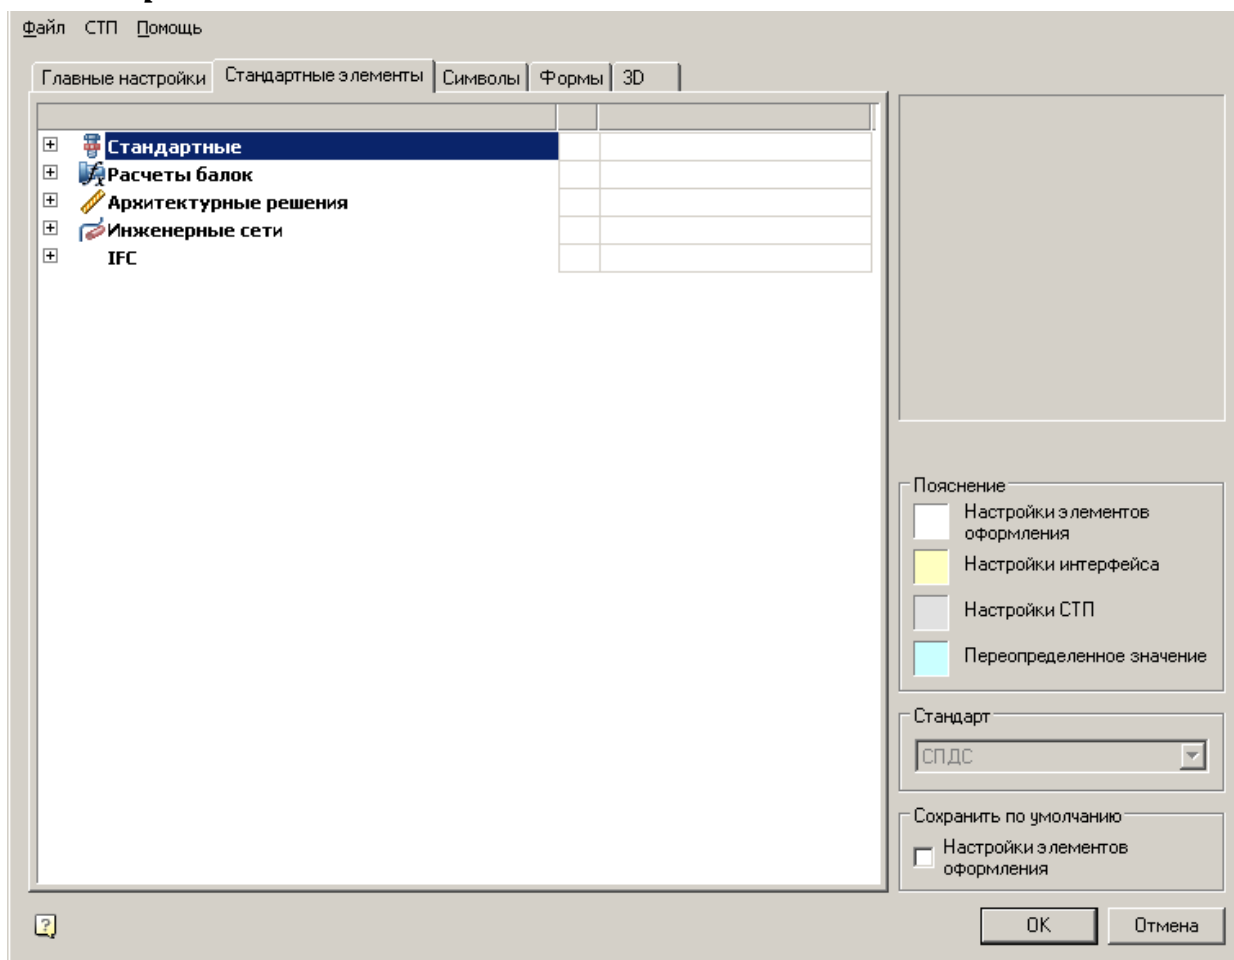 Файл СТП Помощь
Главные настройки Стандартные элементы Символы Формы 3D
Стандартные
Расчеты балок
Архитектурные решения
Инженерные сети
IFC
Пояснение
Настройки элементов
оформления
Настройки интерфейса
Настройки СТП
Переопределенное значение
Стандарт
СПДС
Сохранить по умолчанию
Настройки элементов
оформления
OK Отмена